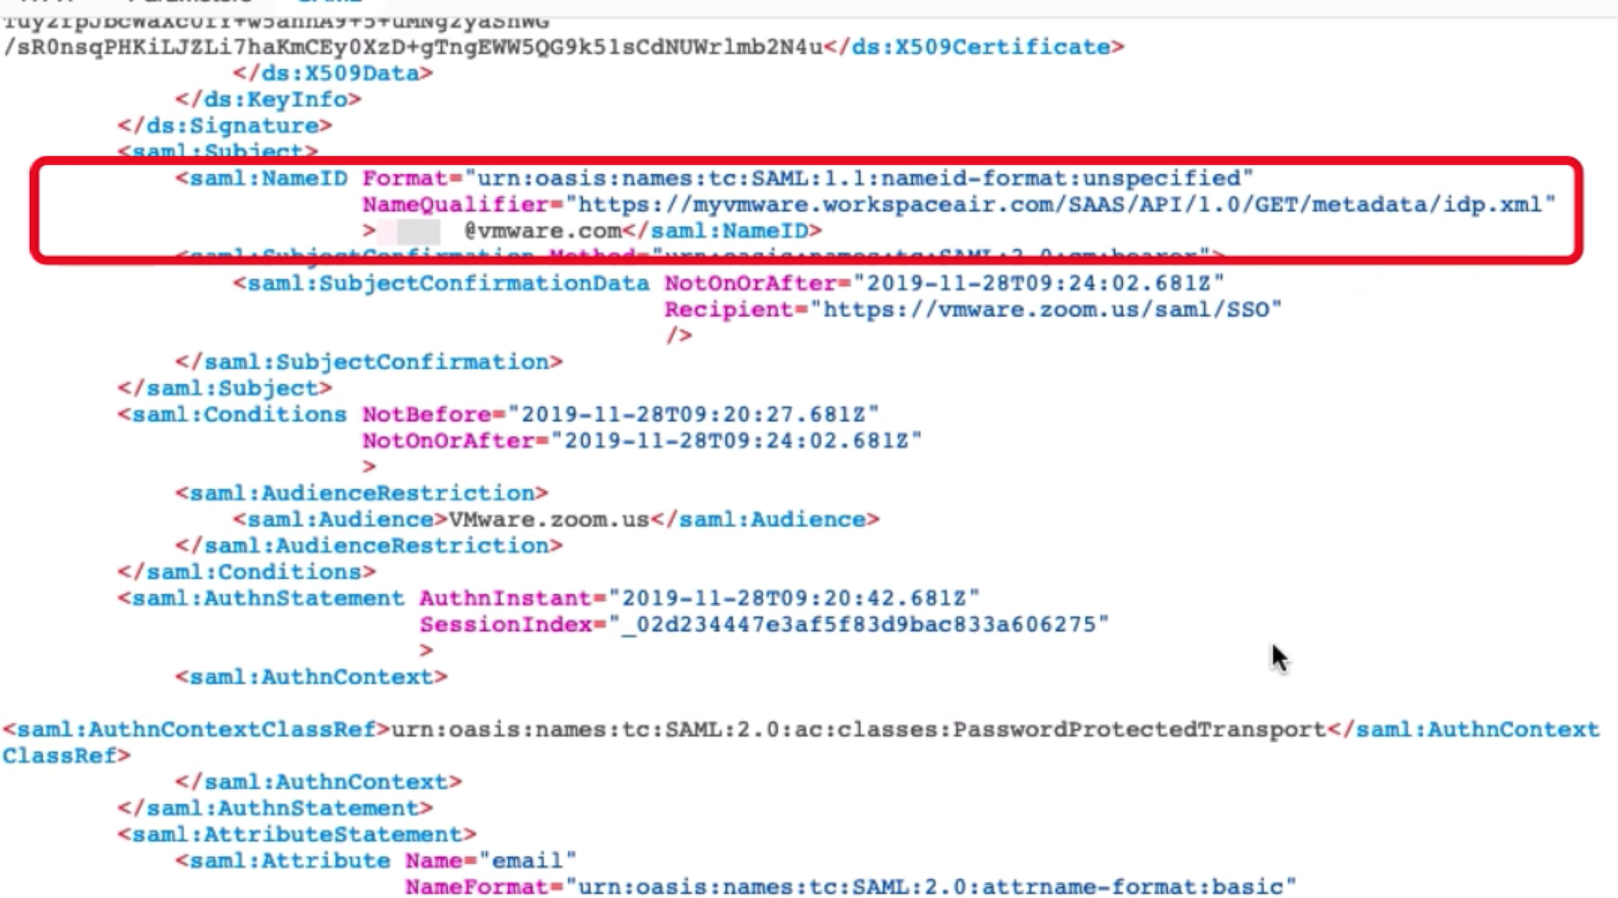 /sR0nsqPHKiLJZLi7haKmCEy0XzD+gTngEWW5QG9k51sCdNUWrlmb2N4u</ds:X509Certificate>
</ds:X509Data>
</ds:KeyInfo>
</ds:Signature>
<saml:Subject>
<saml:NameID Format="urn:oasis:names:tc:SAML:1.1:nameid-format:unspecified"
NameQualifier="https://myvmware.workspaceair.com/SAAS/API/1.0/GET/metadata/idp.xml"
> @vmware.com</saml:NameID>
<saml:SubjectConfirmation Method="urn:oasis:names:tc:SAML:2.0:cm:bearer">
<saml:SubjectConfirmationData NotOnOrAfter="2019-11-28T09:24:02.681Z"
Recipient="https://vmware.zoom.us/saml/SSO"
/>
</saml:SubjectConfirmation>
</saml:Subject>
<saml:Conditions NotBefore="2019-11-28T09:20:27.681Z"
NotOnOrAfter="2019-11-28T09:24:02.681Z"
>
<saml:AudienceRestriction>
<saml:Audience>VMware.zoom.us</saml:Audience>
</saml:AudienceRestriction>
</saml:Conditions>
<saml:AuthnStatement AuthnInstant="2019-11-28T09:20:42.681Z"
SessionIndex="_02d234447e3af5f83d9bac833a606275"
>
<saml:AuthnContext>
<saml:AuthnContextClassRef>urn:oasis:names:tc:SAML:2.0:ac:classes:PasswordProtectedTransport</saml:AuthnContext
ClassRef>
</saml:AuthnContext>
</saml:AuthnStatement>
<saml:AttributeStatement>
<saml:Attribute Name="email"
NameFormat="urn:oasis:names:tc:SAML:2.0:attrname-format:basic"